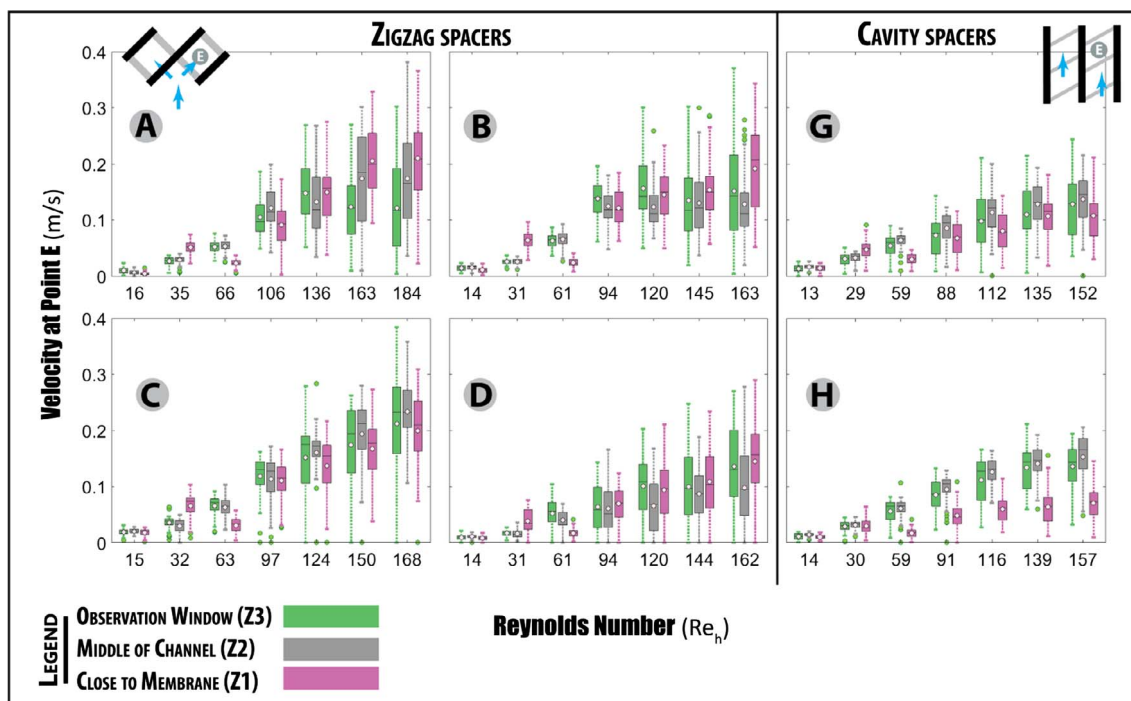 ZIGZAG SPACERS
CAVITY SPACERS
E
E
Velocity at Point E (m/s)
0.4
0.3
0.2
0.1
0
A
16 35 66 106 136 163 184
B
14 31 61 94 120 145 163
G
13 29 59 88 112 135 152
0.4
0.3
0.2
0.1
0
C
15 32 63 97 124 150 168
D
14 31 61 94 120 144 162
H
14 30 59 91 116 139 157
LEGEND
OBSERVATION WINDOW (Z3)
MIDDLE OF CHANNEL (Z2)
CLOSE TO MEMBRANE (Z1)
Reynolds Number (Reh)